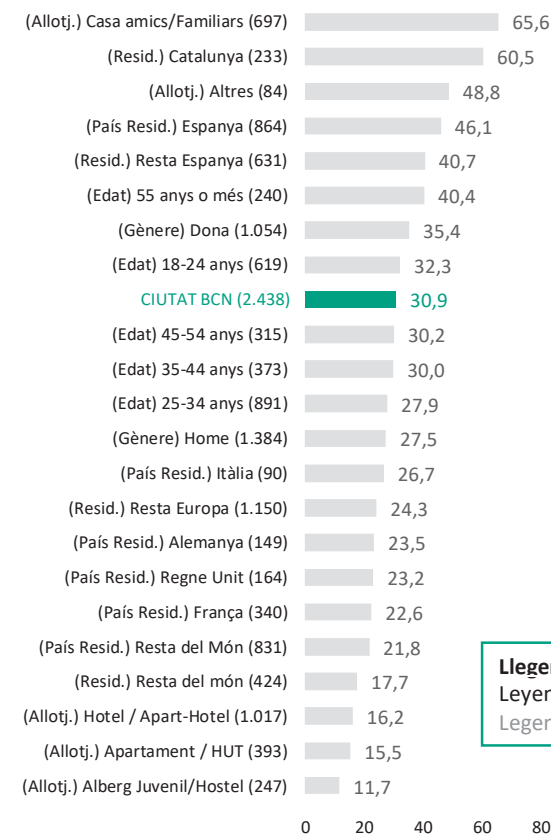 (Allotj.) Casa amics/Familiars (697) 65,6
(Resid.) Catalunya (233) 60,5
(Allotj.) Altres (84) 48,8
(País Resid.) Espanya (864) 46,1
(Resid.) Resta Espanya (631) 40,7
(Edat) 55 anys o més (240) 40,4
(Gènere) Dona (1.054) 35,4
(Edat) 18-24 anys (619) 32,3
CIUTAT BCN (2.438) 30,9
(Edat) 45-54 anys (315) 30,2
(Edat) 35-44 anys (373) 30,0
(Edat) 25-34 anys (891) 27,9
(Gènere) Home (1.384) 27,5
(País Resid.) Itàlia (90) 26,7
(Resid.) Resta Europa (1.150) 24,3
(País Resid.) Alemanya (149) 23,5
(País Resid.) Regne Unit (164) 23,2
(País Resid.) França (340) 22,6
(País Resid.) Resta del Món (831) 21,8
(Resid.) Resta del món (424) 17,7
(Allotj.) Hotel / Apart-Hotel (1.017) 16,2
(Allotj.) Apartament / HUT (393) 15,5
(Allotj.) Alberg Juvenil/Hostel (247) 11,7
0 20 40 60 80